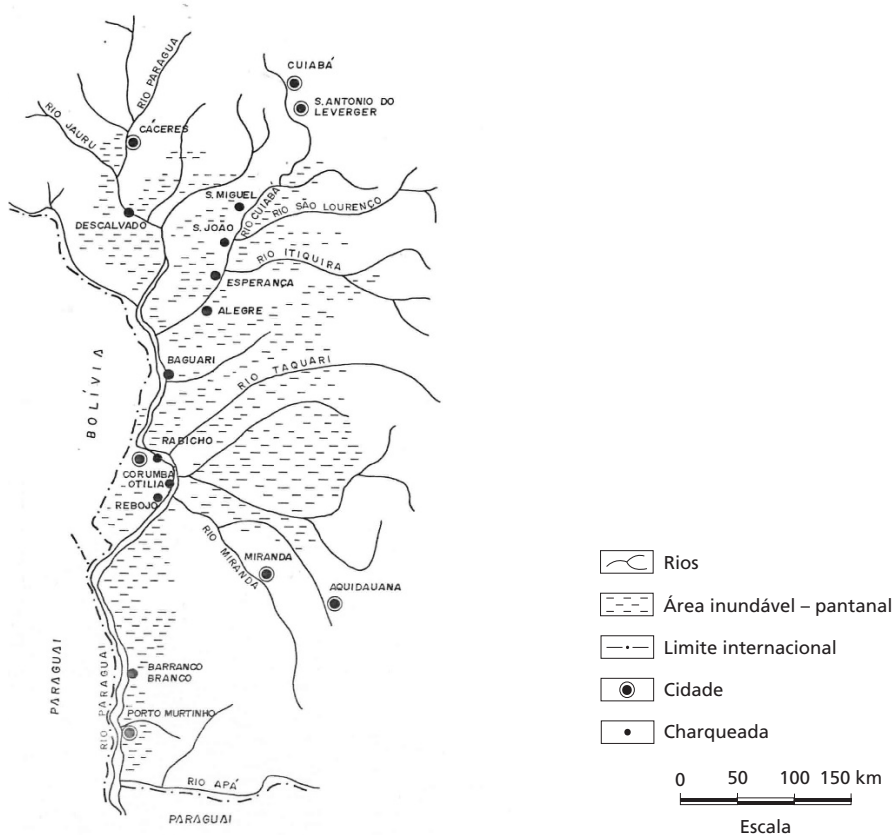 CUIABÁ
S. ANTONIO DO
LEVERGER
RIO PARAGUA
RIO JAURU
CÁCERES
S. MIGUEL
RIO CUIABÁ
RIO SÃO LOURENÇO
DESCALVADO
S. JOÃO
RIO ITIQUIRA
ESPERANÇA
ALEGRE
BOLÍVIA
BAGUARI
RIO TAQUARI
RABICHO
CORUMBÁ
OTILIA
REBOJO
RIO MIRANDA
MIRANDA
AQUIDAUANA
PARAGUAI
RIO PARAGUAI
BARRANCO
BRANCO
PORTO MURTINHO
RIO APÁ
PARAGUAI
Rios
Área inundável – pantanal
Limite internacional
Cidade
Charqueada
0 50 100 150 km
Escala